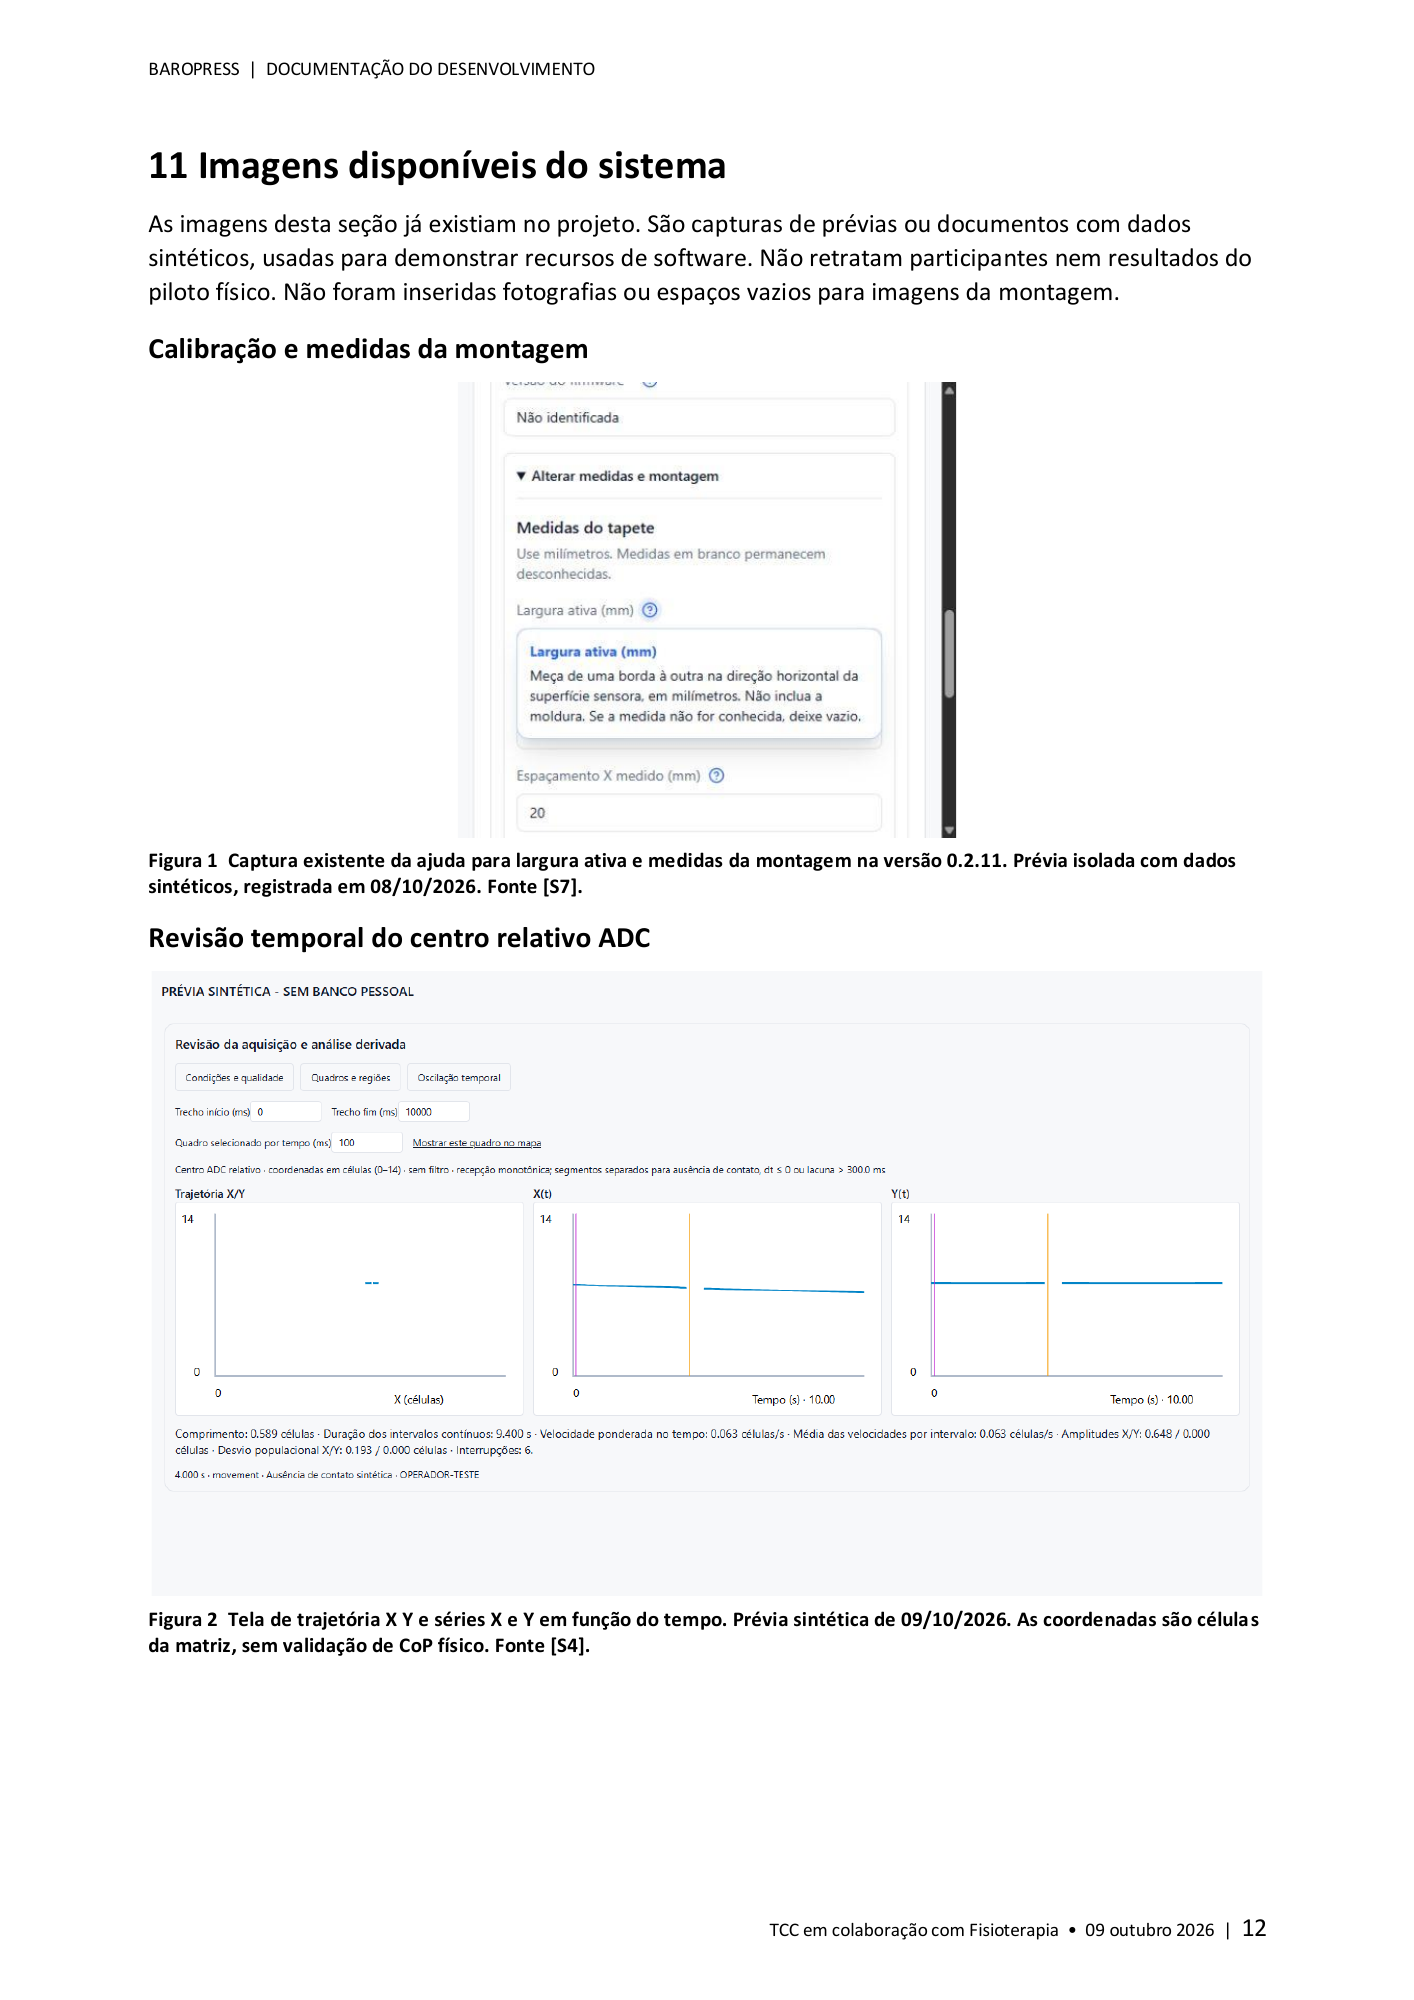 BAROPRESS | DOCUMENTAÇÃO DO DESENVOLVIMENTO
11 Imagens disponíveis do sistema
As imagens desta seção já existiam no projeto. São capturas de prévias ou documentos com dados
sintéticos, usadas para demonstrar recursos de software. Não retratam participantes nem resultados do
piloto físico. Não foram inseridas fotografias ou espaços vazios para imagens da montagem.
Calibração e medidas da montagem
Versão do firmware
Não identificada
▼ Alterar medidas e montagem
Medidas do tapete
Use milímetros. Medidas em branco permanecem
desconhecidas.
Largura ativa (mm) ?
Largura ativa (mm)
Meça de uma borda à outra na direção horizontal da
superfície sensora, em milímetros. Não inclua a
moldura. Se a medida não for conhecida, deixe vazio.
Espaçamento X medido (mm) ?
20
Figura 1 Captura existente da ajuda para largura ativa e medidas da montagem na versão 0.2.11. Prévia isolada com dados
sintéticos, registrada em 08/10/2026. Fonte [S7].
Revisão temporal do centro relativo ADC
PRÉVIA SINTÉTICA - SEM BANCO PESSOAL
Revisão da aquisição e análise derivada
Condições e qualidade Quadros e regiões Oscilação temporal
Trecho início (ms) 0 Trecho fim (ms) 10000
Quadro selecionado por tempo (ms) 100 Mostrar este quadro no mapa
Centro ADC relativo · coordenadas em células (0–14) · sem filtro · recepção monotônica; segmentos separados para ausência de contato, dt ≤ 0 ou lacuna > 300.0 ms
Trajetória X/Y X(t) Y(t)
14 14 14
0 0 0
0 X (células) 0 Tempo (s) · 10.00 0 Tempo (s) · 10.00
Comprimento: 0.589 células · Duração dos intervalos contínuos: 9.400 s · Velocidade ponderada no tempo: 0.063 células/s · Média das velocidades por intervalo: 0.063 células/s · Amplitudes X/Y: 0.648 / 0.000
células · Desvio populacional X/Y: 0.193 / 0.000 células · Interrupções: 6.
4.000 s · movement · Ausência de contato sintética · OPERADOR-TESTE
Figura 2 Tela de trajetória X Y e séries X e Y em função do tempo. Prévia sintética de 09/10/2026. As coordenadas são células
da matriz, sem validação de CoP físico. Fonte [S4].
TCC em colaboração com Fisioterapia • 09 outubro 2026 | 12